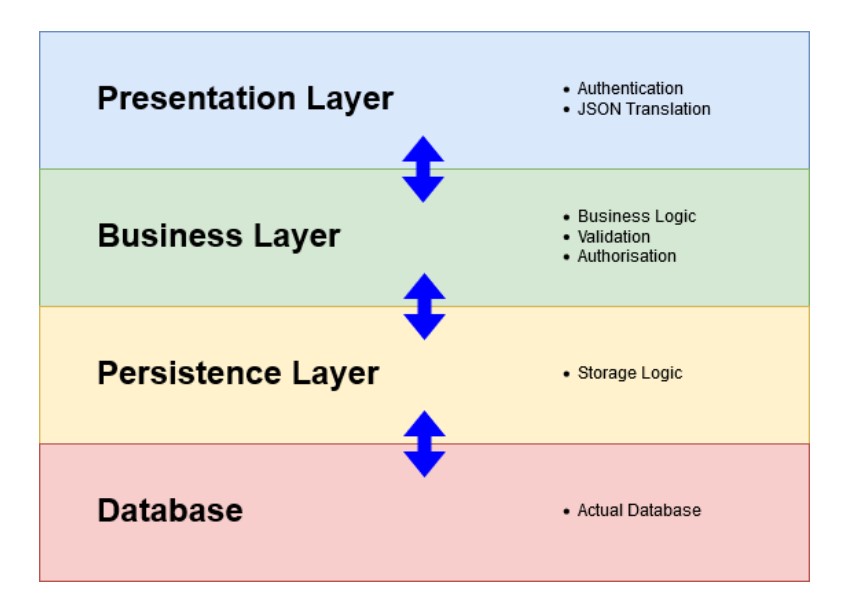 Presentation Layer
• Authentication
• JSON Translation
Business Layer
• Business Logic
• Validation
• Authorisation
Persistence Layer
• Storage Logic
Database
• Actual Database